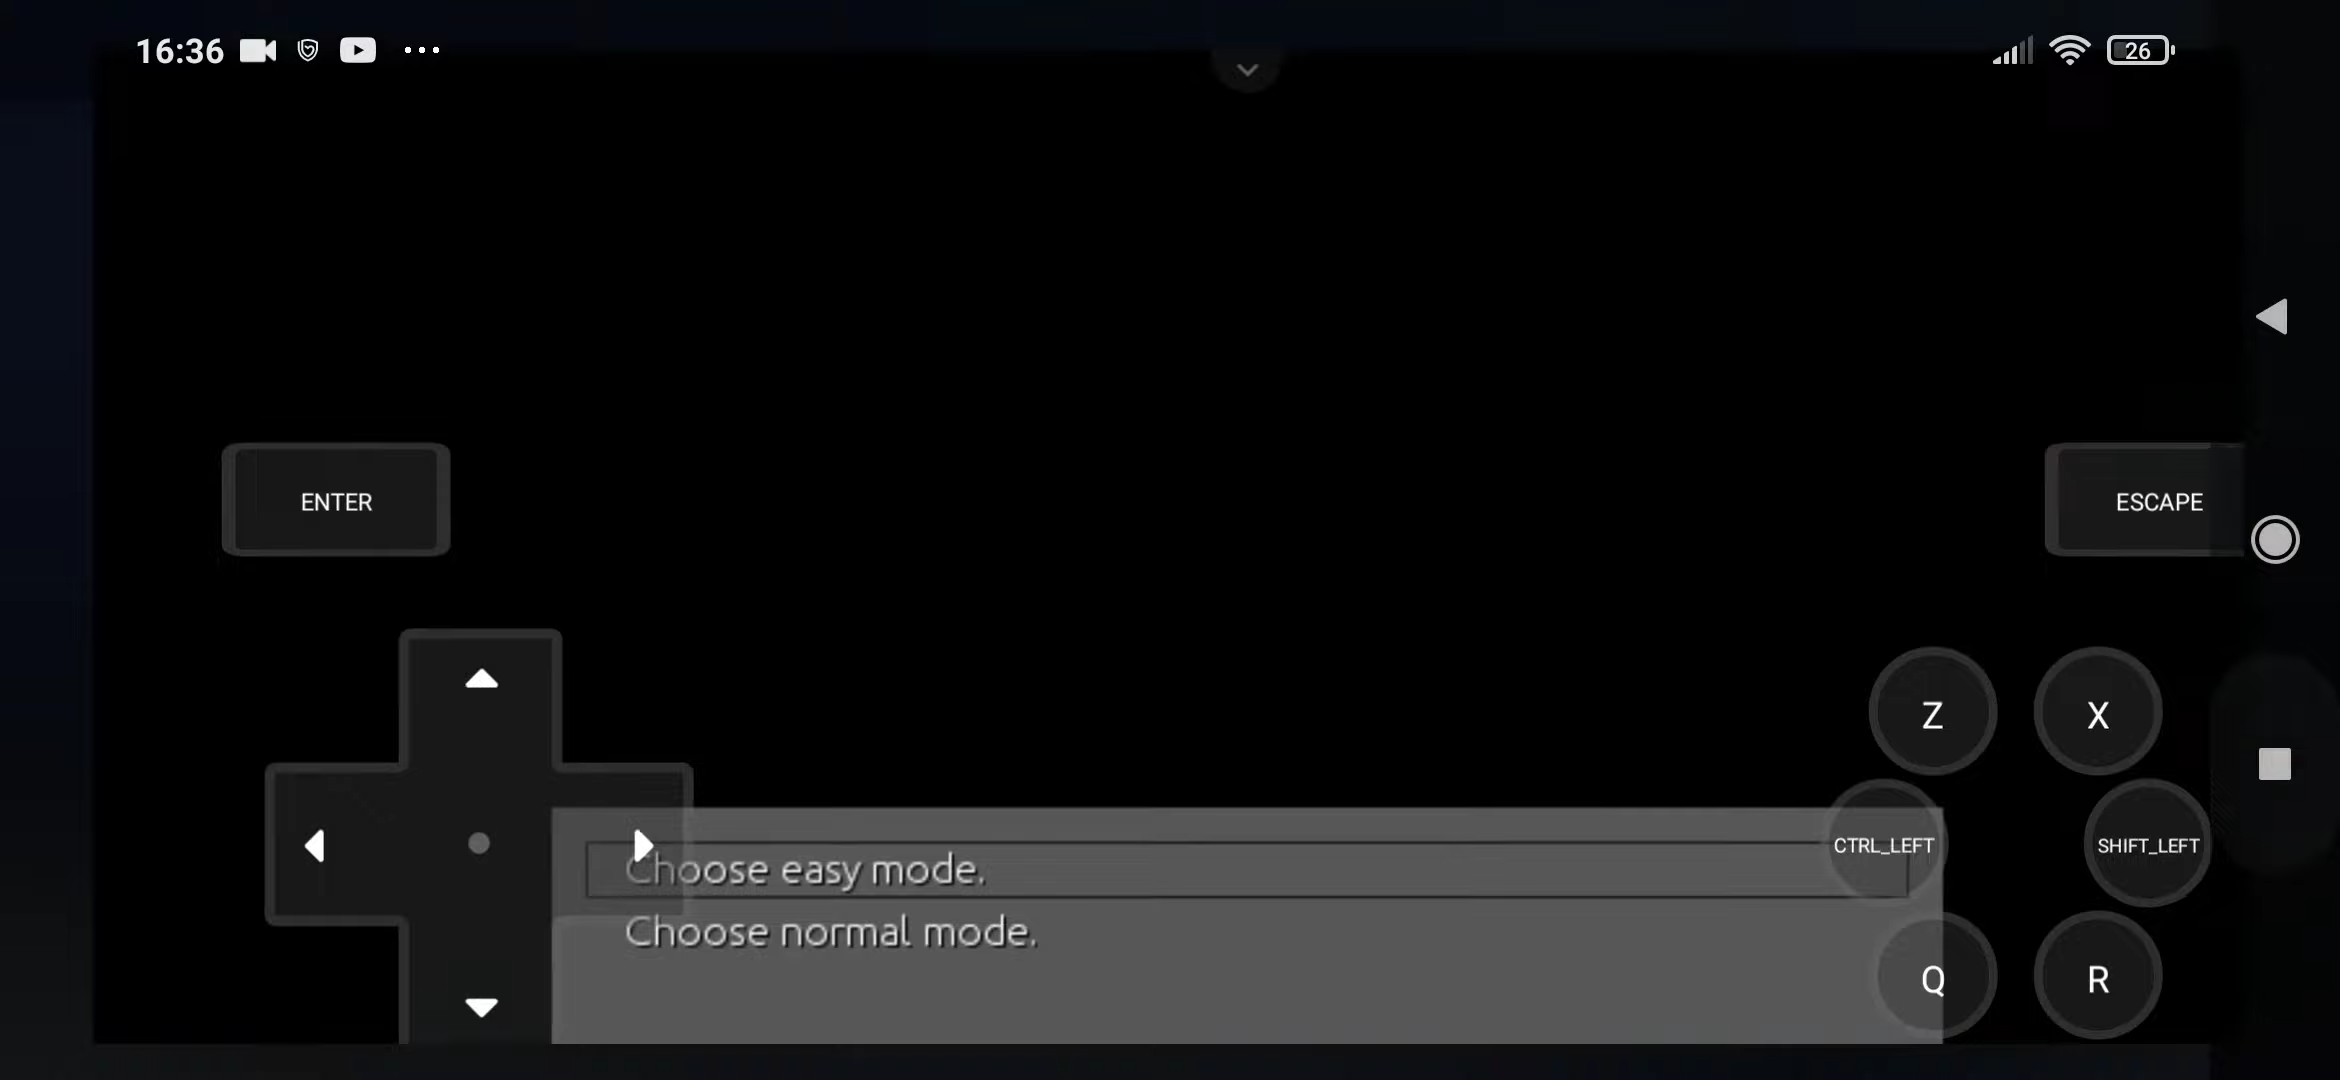 16:36
26
ENTER
ESCAPE
Z
X
CTRL_LEFT
SHIFT_LEFT
Choose easy mode.
Choose normal mode.
Q
R